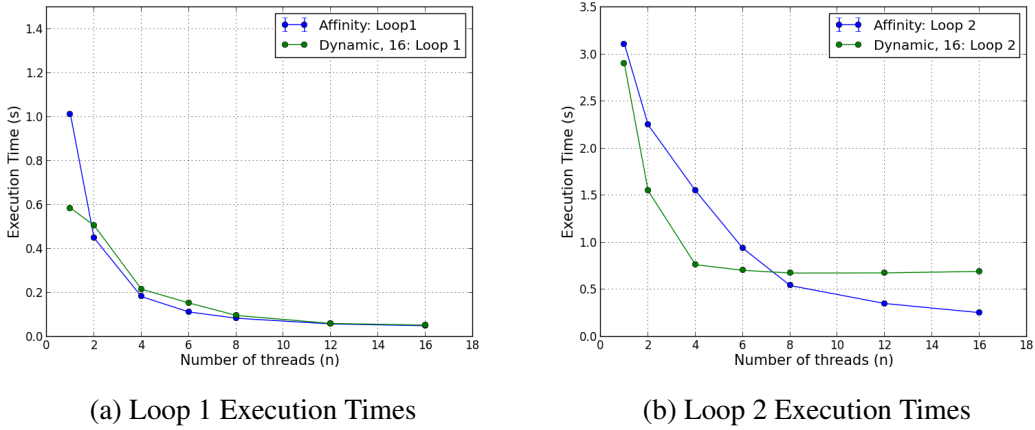 1.4
1.2
1.0
0.8
0.6
0.4
0.2
0.0
Execution Time (s)
0 2 4 6 8 10 12 14 16 18
Number of threads (n)
Affinity: Loop1
Dynamic, 16: Loop 1
(a) Loop 1 Execution Times
3.5
3.0
2.5
2.0
1.5
1.0
0.5
0.0
Execution Time (s)
0 2 4 6 8 10 12 14 16 18
Number of threads (n)
Affinity: Loop 2
Dynamic, 16: Loop 2
(b) Loop 2 Execution Times